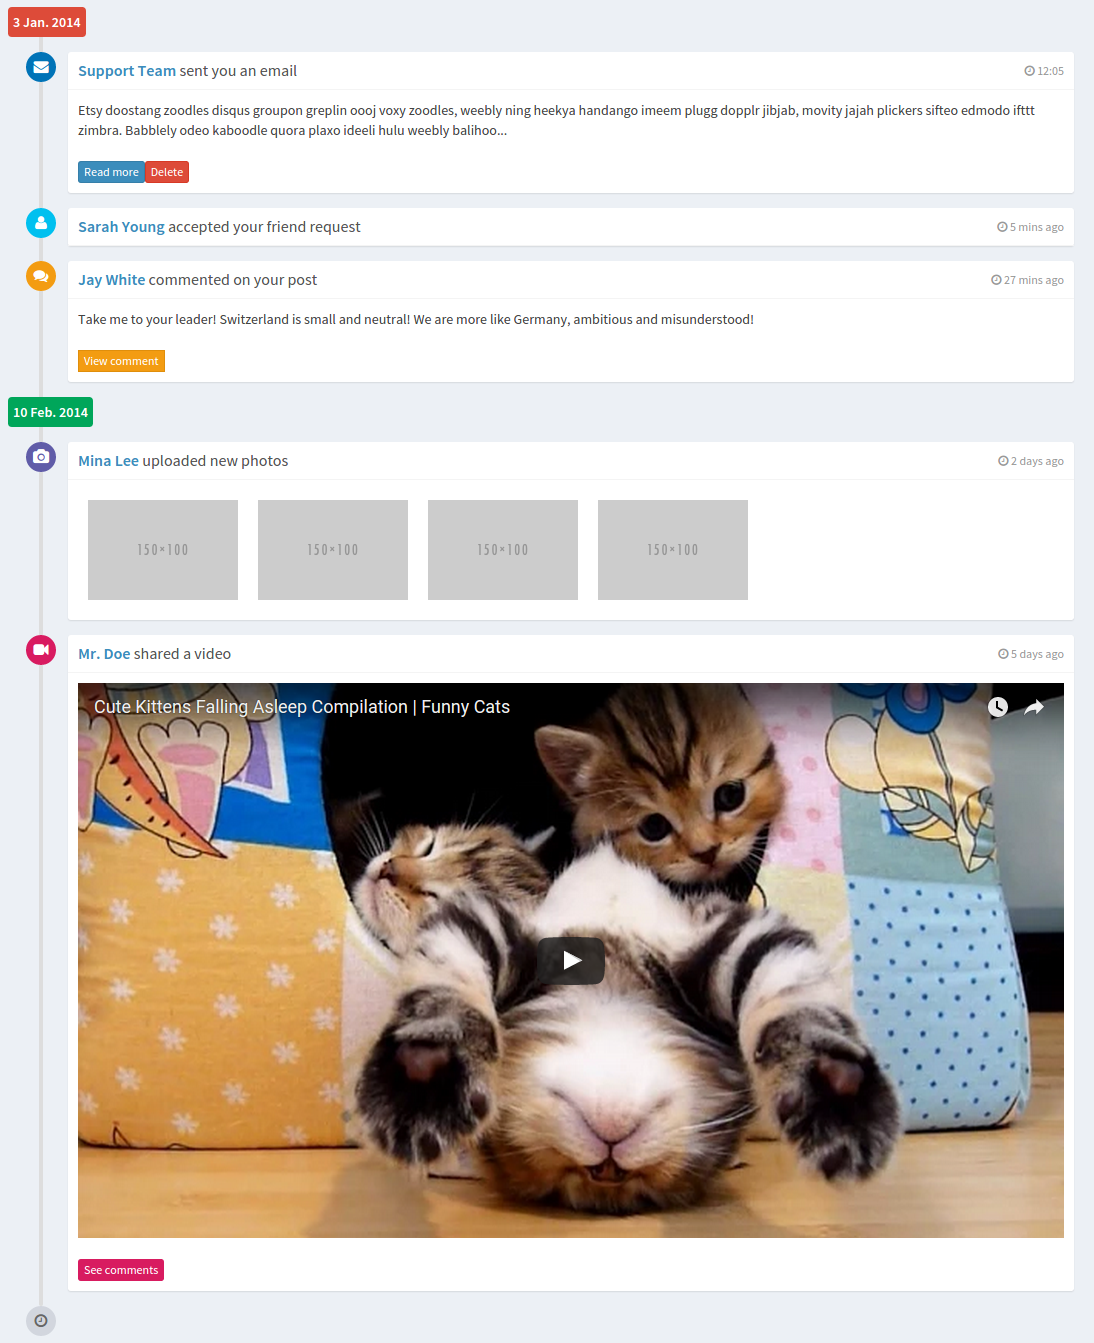 3 Jan. 2014
Support Team sent you an email
12:05
Etsy doostang zoodles disqus groupon greplin oooj voxy zoodles, weebly ning heekya handango imeem plugg dopplr jibjab, movity jajah plickers sifteo edmodo ifttt
zimbra. Babblely odeo kaboodle quora plaxo ideeli hulu weebly balihoo...
Read more Delete
Sarah Young accepted your friend request
5 mins ago
Jay White commented on your post
27 mins ago
Take me to your leader! Switzerland is small and neutral! We are more like Germany, ambitious and misunderstood!
View comment
10 Feb. 2014
Mina Lee uploaded new photos
2 days ago
150×100 150×100 150×100 150×100
Mr. Doe shared a video
5 days ago
Cute Kittens Falling Asleep Compilation | Funny Cats
See comments